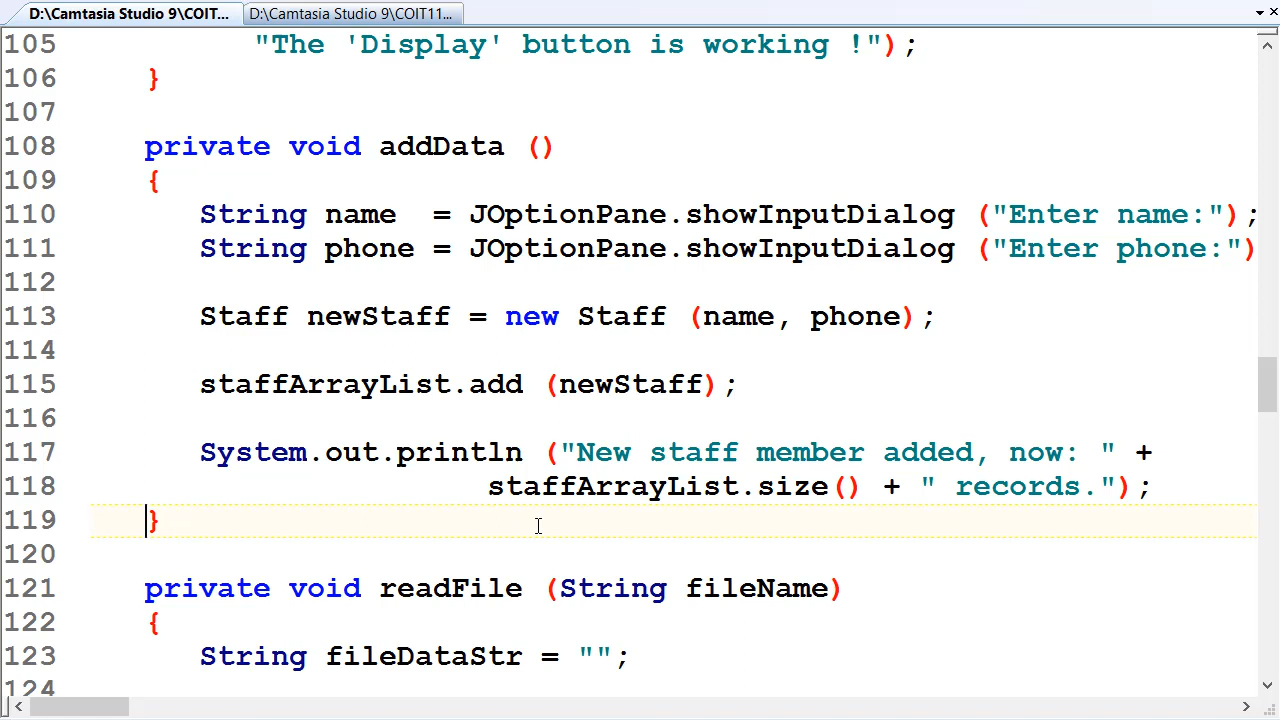 D:\Camtasia Studio 9\COIT... D:\Camtasia Studio 9\COIT11...
105 "The 'Display' button is working !");
106 }
107
108 private void addData ()
109 {
110 String name = JOptionPane.showInputDialog ("Enter name:");
111 String phone = JOptionPane.showInputDialog ("Enter phone:")
112
113 Staff newStaff = new Staff (name, phone);
114
115 staffArrayList.add (newStaff);
116
117 System.out.println ("New staff member added, now: " +
118 staffArrayList.size() + " records.");
119 }
120
121 private void readFile (String fileName)
122 {
123 String fileDataStr = "";
124